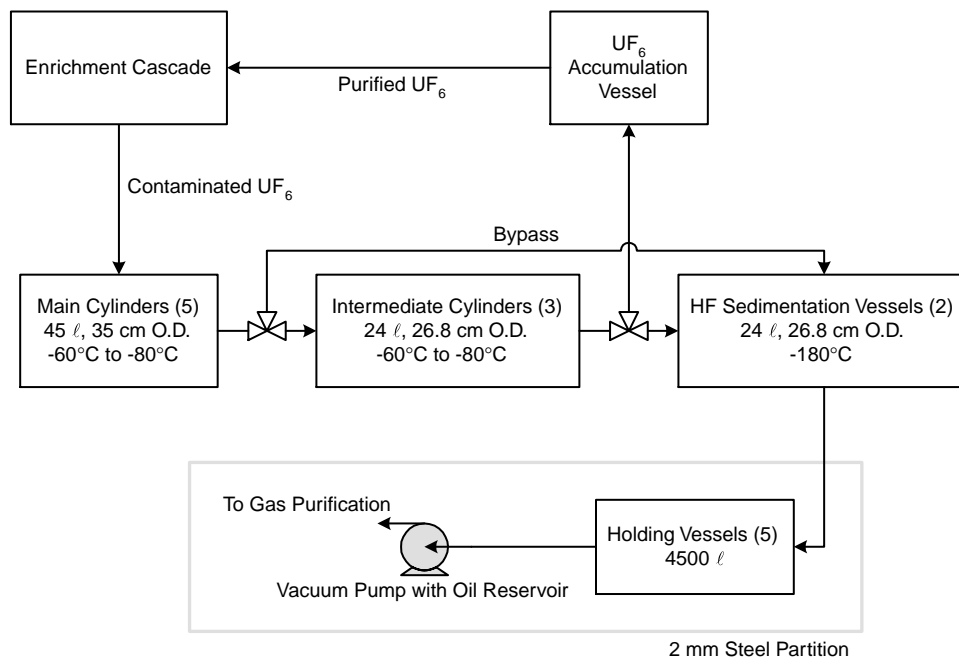 Enrichment Cascade
UF6
Accumulation
Vessel
Purified UF6
Contaminated UF6
Bypass
Main Cylinders (5)
45 ℓ, 35 cm O.D.
-60°C to -80°C
Intermediate Cylinders (3)
24 ℓ, 26.8 cm O.D.
-60°C to -80°C
HF Sedimentation Vessels (2)
24 ℓ, 26.8 cm O.D.
-180°C
To Gas Purification
Vacuum Pump with Oil Reservoir
Holding Vessels (5)
4500 ℓ
2 mm Steel Partition